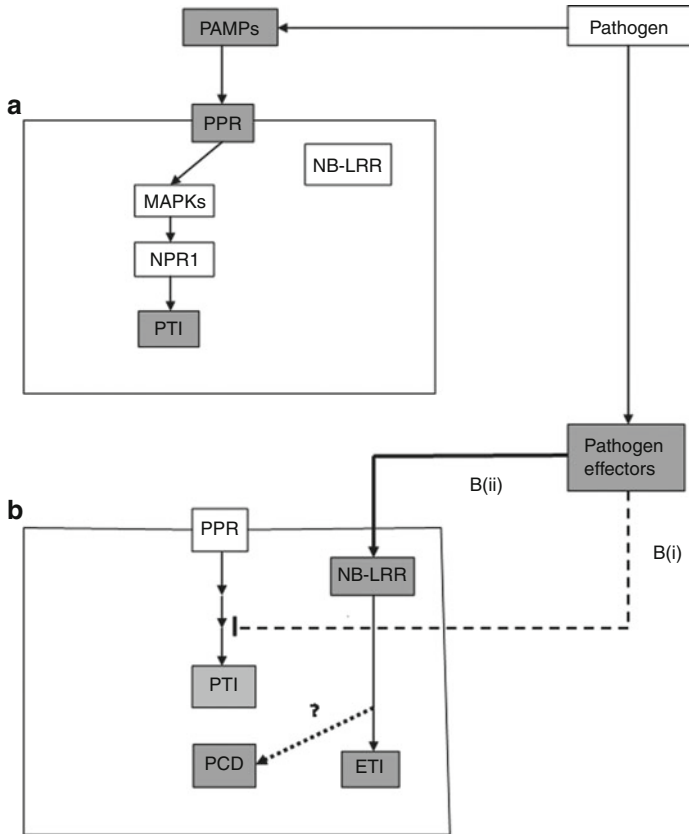 PAMPs
Pathogen
a
PPR
NB-LRR
MAPKs
NPR1
PTI
Pathogen
effectors
B(ii)
b
PPR
B(i)
NB-LRR
PTI
?
PCD
ETI